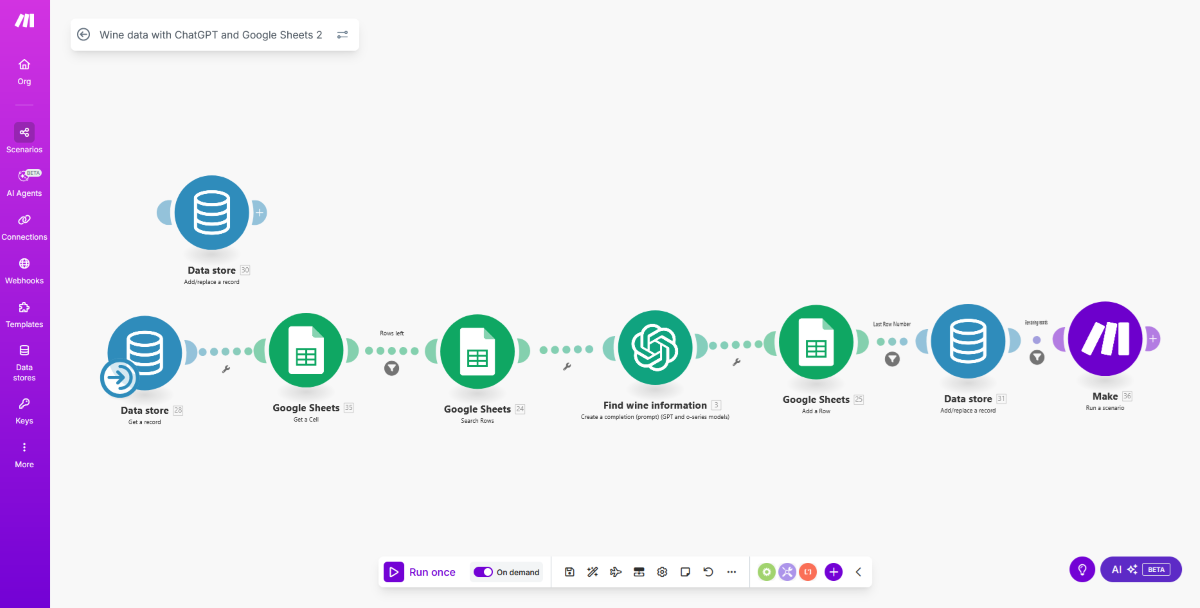 Wine data with ChatGPT and Google Sheets 2
Org
Scenarios
BETA
AI Agents
Connections
Webhooks
Templates
Data
stores
Keys
More
Data store 30
Add/replace a record
Data store 28
Get a record
Google Sheets
Get a Cell
Rows left
Google Sheets 24
Search Rows
Find wine information 3
Create a completion (prompt) (GPT and o-series models)
Google Sheets 25
Add a Row
Last Row Number
Data store 31
Add/replace a record
Make 36
Run a scenario
Run once
On demand
AI BETA